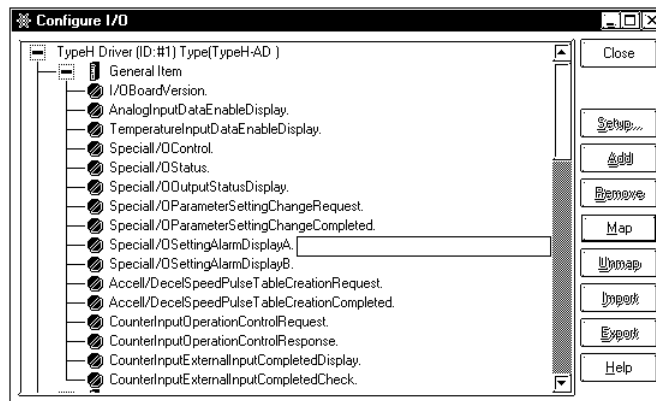 Configure I/O
TypeH Driver (ID:#1) Type(TypeH-AD )
General Item
I/OBoardVersion.
AnalogInputDataEnableDisplay.
TemperatureInputDataEnableDisplay.
SpecialI/OControl.
SpecialI/OStatus.
SpecialI/OOutputStatusDisplay.
SpecialI/OParameterSettingChangeRequest.
SpecialI/OParameterSettingChangeCompleted.
SpecialI/OSettingAlarmDisplayA.
SpecialI/OSettingAlarmDisplayB.
Accell/DecelSpeedPulseTableCreationRequest.
Accell/DecelSpeedPulseTableCreationCompleted.
CounterInputOperationControlRequest.
CounterInputOperationControlResponse.
CounterInputExternalInputCompletedDisplay.
CounterInputExternalInputCompletedCheck.
Close
Setup...
Add
Remove
Map
Unmap
Import
Export
Help